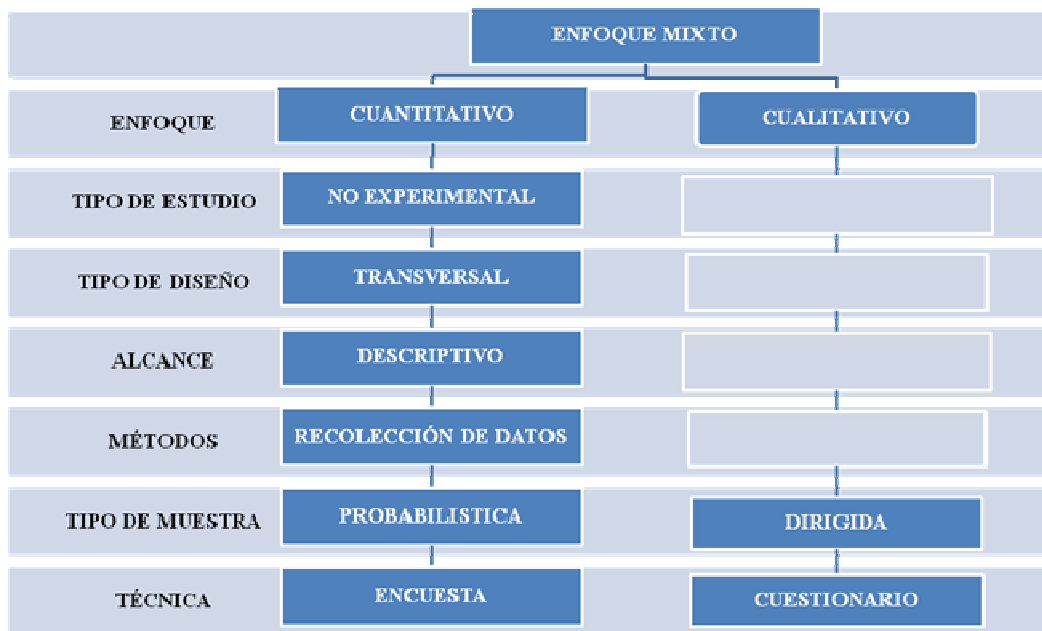 ENFOQUE MIXTO
ENFOQUE
CUANTITATIVO
CUALITATIVO
TIPO DE ESTUDIO
NO EXPERIMENTAL
TIPO DE DISEÑO
TRANSVERSAL
ALCANCE
DESCRIPTIVO
MÉTODOS
RECOLECCIÓN DE DATOS
TIPO DE MUESTRA
PROBABILISTICA
DIRIGIDA
TÉCNICA
ENCUESTA
CUESTIONARIO